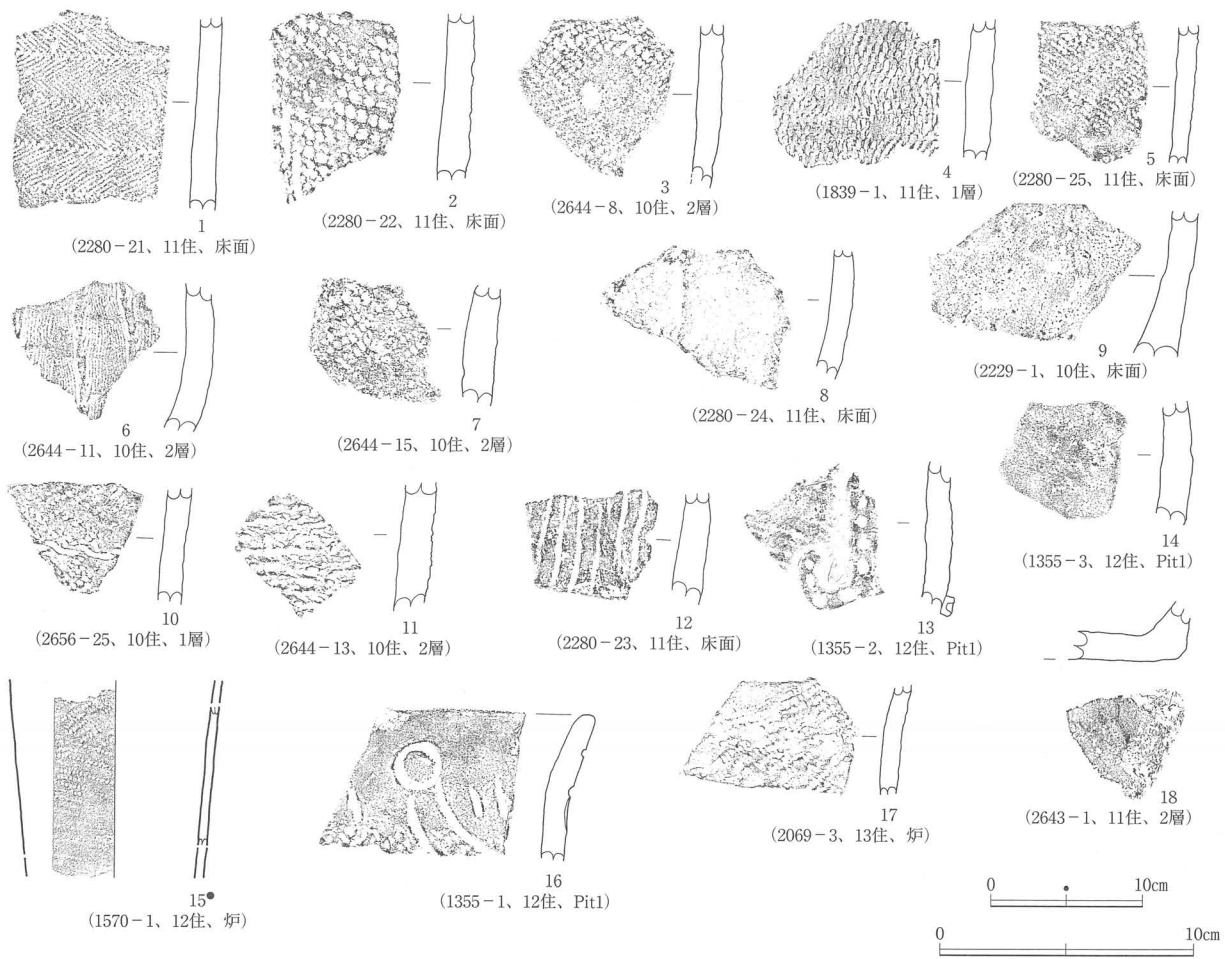 1
(2280-21、11住、床面)
2
(2280-22、11住、床面)
3
(2644-8、10住、2層)
4
(1839-1、11住、1層)
5
(2280-25、11住、床面)
6
(2644-11、10住、2層)
7
(2644-15、10住、2層)
8
(2280-24、11住、床面)
9
(2229-1、10住、床面)
10
(2656-25、10住、1層)
11
(2644-13、10住、2層)
12
(2280-23、11住、床面)
13
(1355-2、12住、Pit1)
14
(1355-3、12住、Pit1)
15●
(1570-1、12住、炉)
16
(1355-1、12住、Pit1)
17
(2069-3、13住、炉)
18
(2643-1、11住、2層)
0 ● 10cm
0 10cm